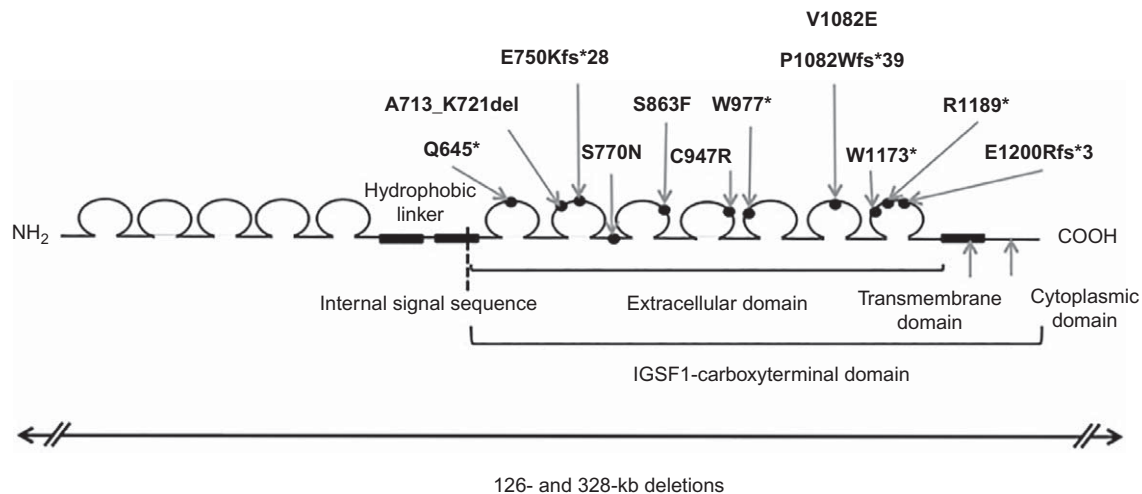 V1082E
E750Kfs*28
P1082Wfs*39
A713_K721del
S863F
W977*
R1189*
Q645*
S770N
C947R
W1173*
E1200Rfs*3
Hydrophobic
linker
NH2
COOH
Internal signal sequence
Extracellular domain
Transmembrane
domain
Cytoplasmic
domain
IGSF1-carboxyterminal domain
126- and 328-kb deletions